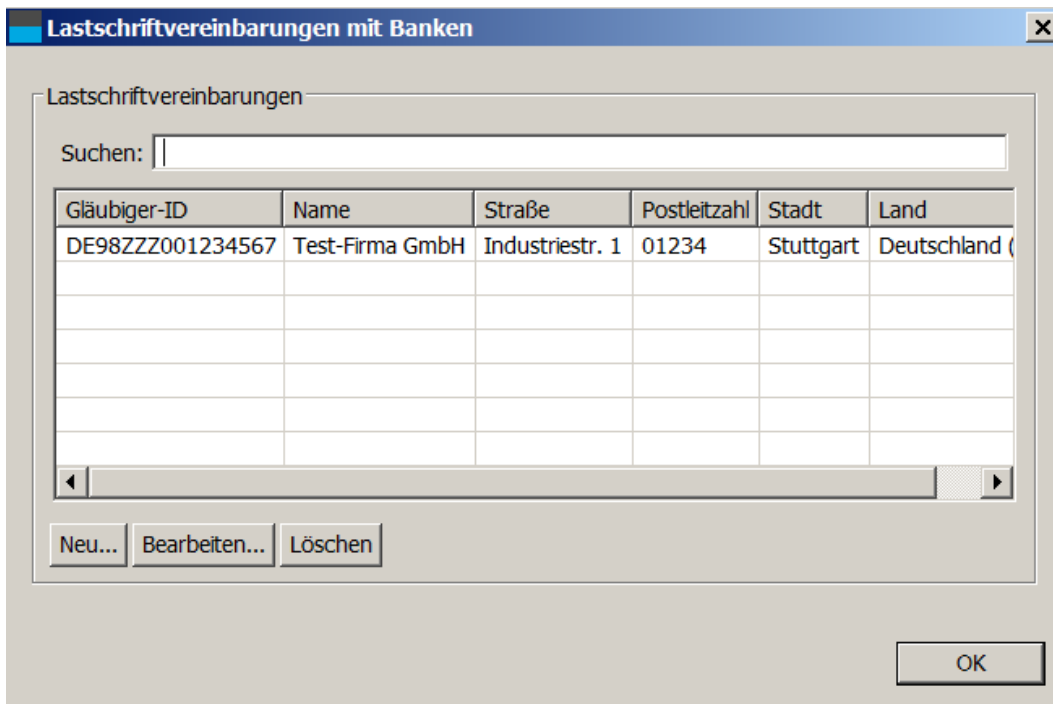 Lastschriftvereinbarungen mit Banken
Lastschriftvereinbarungen
Suchen:
Gläubiger-ID Name Straße Postleitzahl Stadt Land
DE98ZZZ001234567 Test-Firma GmbH Industriestr. 1 01234 Stuttgart Deutschland (
Neu... Bearbeiten... Löschen
OK